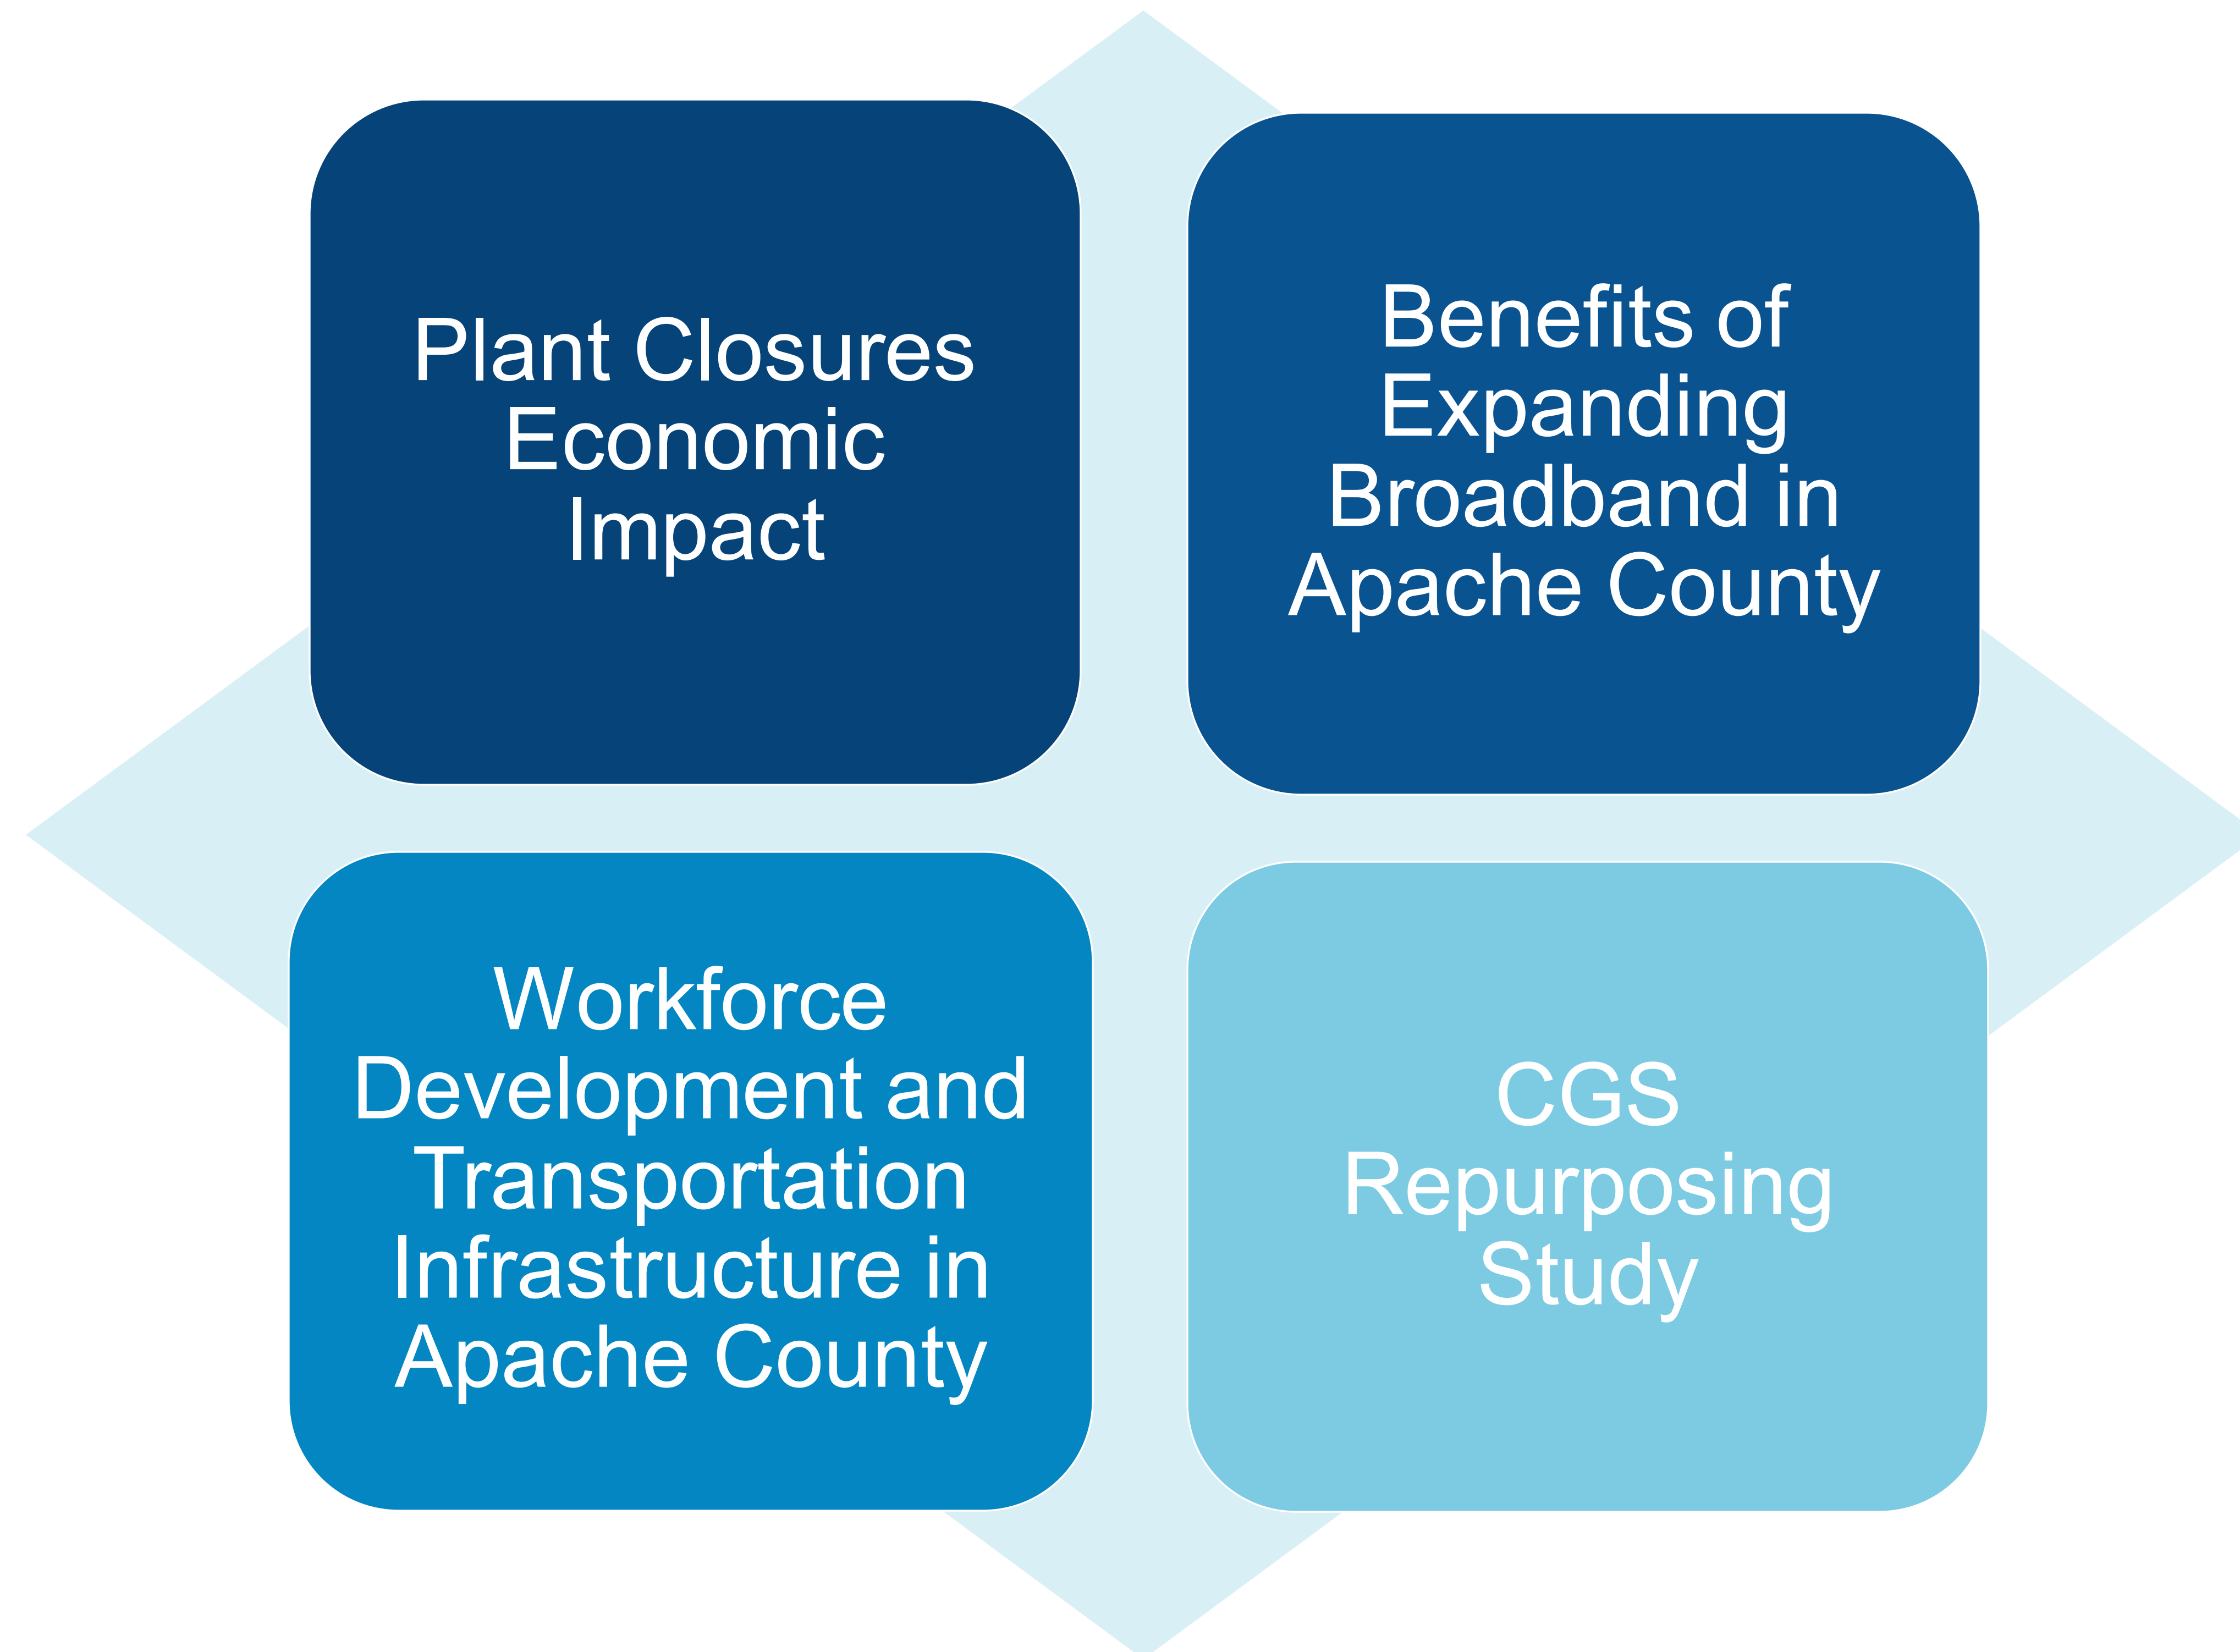 Plant Closures
Economic
Impact
Benefits of
Expanding
Broadband in
Apache County
Workforce
Development and
Transportation
Infrastructure in
Apache County
CGS
Repurposing
Study